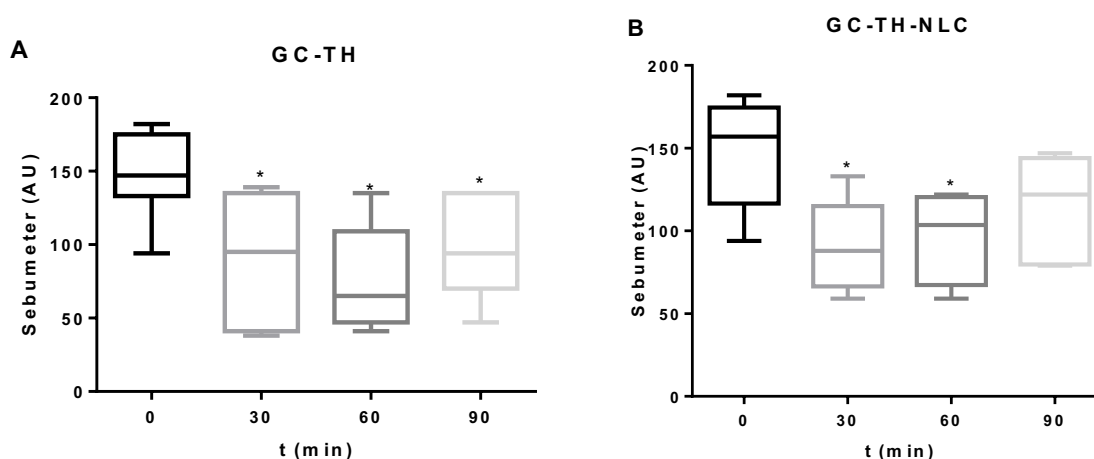 A
GC-TH
200
150
100
50
0
Sebumeter (AU)
* * *
0 30 60 90
t (min)
B
GC-TH-NLC
200
150
100
50
0
Sebumeter (AU)
* *
0 30 60 90
t (min)